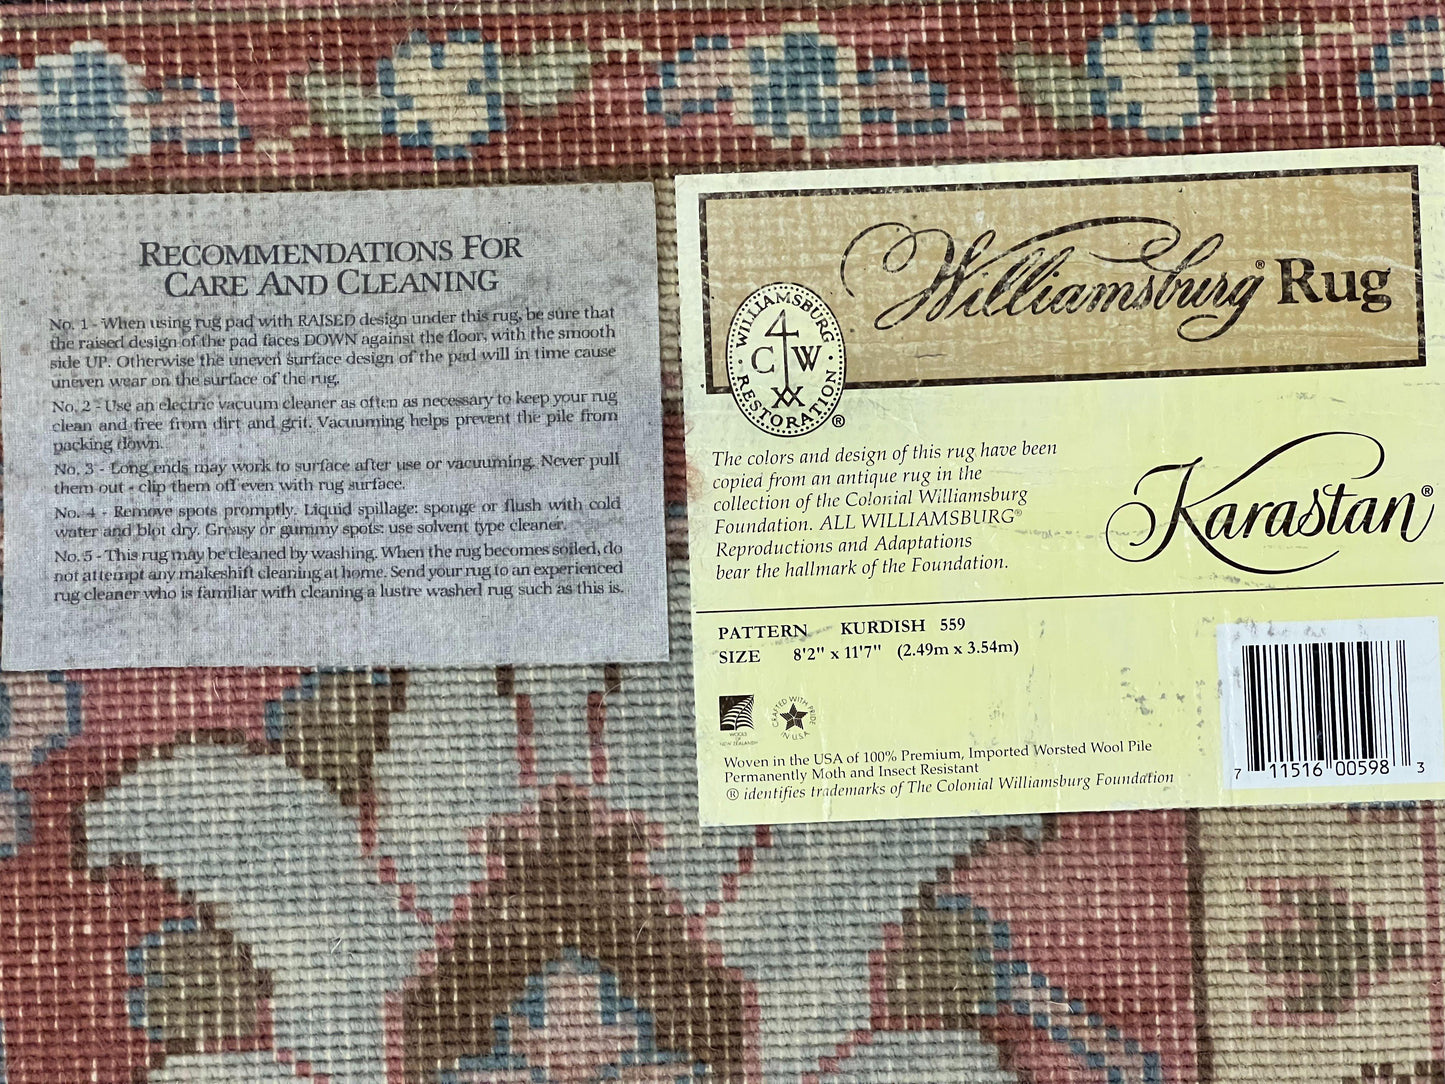 RECOMMENDATIONS FOR
CARE AND CLEANING
No. 1 - When using rug pad with RAISED design under this rug, be sure that
the raised design of the pad faces DOWN against the floor, with the smooth
side UP. Otherwise the uneven surface design of the pad will in time cause
uneven wear on the surface of the rug.
No. 2 - Use an electric vacuum cleaner as often as necessary to keep your rug
clean and free from dirt and grit. Vacuuming helps prevent the pile from
packing down.
No. 3 - Long ends may work to surface after use or vacuuming. Never pull
them out - clip them off even with rug surface.
No. 4 - Remove spots promptly. Liquid spillage: sponge or flush with cold
water and blot dry. Greasy or gummy spots: use solvent type cleaner.
No. 5 - This rug may be cleaned by washing. When the rug becomes soiled, do
not attempt any makeshift cleaning at home. Send your rug to an experienced
rug cleaner who is familiar with cleaning a lustre washed rug such as this is.
Williamsburg® Rug
WILLIAMSBURG
C W
RESTORATION ®
The colors and design of this rug have been
copied from an antique rug in the
collection of the Colonial Williamsburg
Foundation. ALL WILLIAMSBURG®
Reproductions and Adaptations
bear the hallmark of the Foundation.
Karastan®
PATTERN KURDISH 559
SIZE 8'2" x 11'7" (2.49m x 3.54m)
WOOLS
OF
NEW ZEALAND®
CRAFTED WITH PRIDE
IN U.S.A.
Woven in the USA of 100% Premium, Imported Worsted Wool Pile
Permanently Moth and Insect Resistant
® identifies trademarks of The Colonial Williamsburg Foundation
7 11516 00598 3